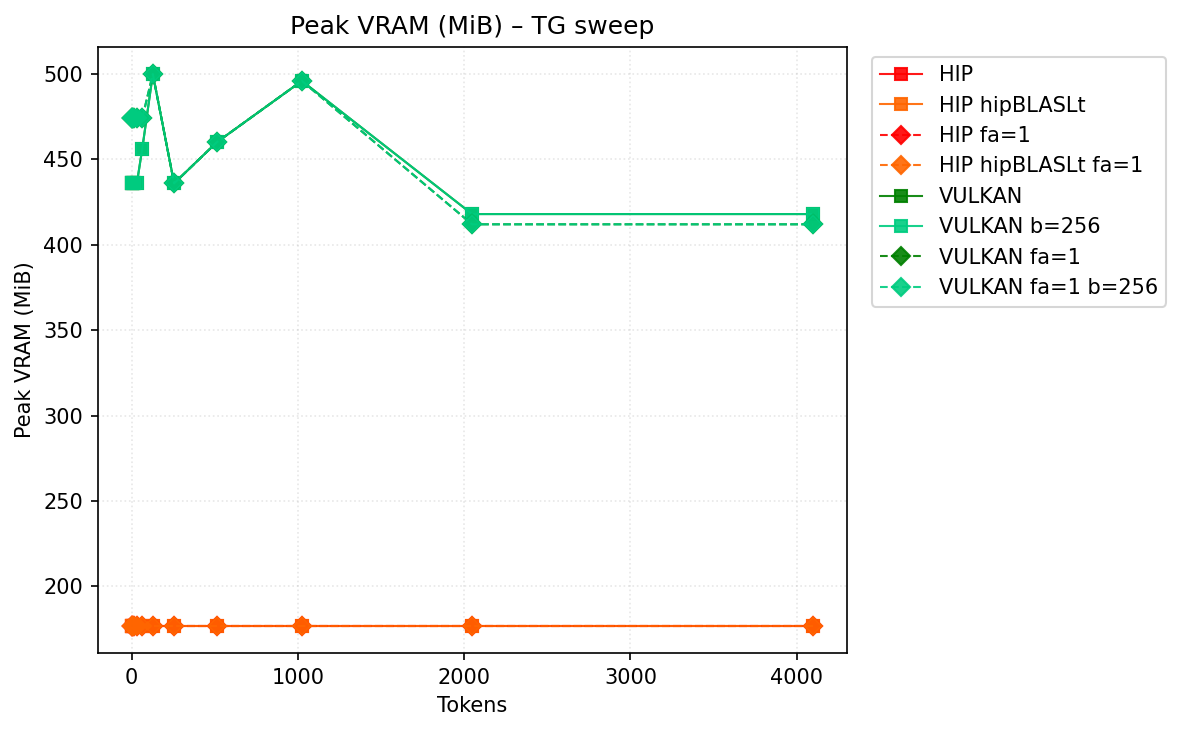 Peak VRAM (MiB) – TG sweep
Peak VRAM (MiB)
500
450
400
350
300
250
200
0
1000
2000
3000
4000
Tokens
HIP
HIP hipBLASLt
HIP fa=1
HIP hipBLASLt fa=1
VULKAN
VULKAN b=256
VULKAN fa=1
VULKAN fa=1 b=256